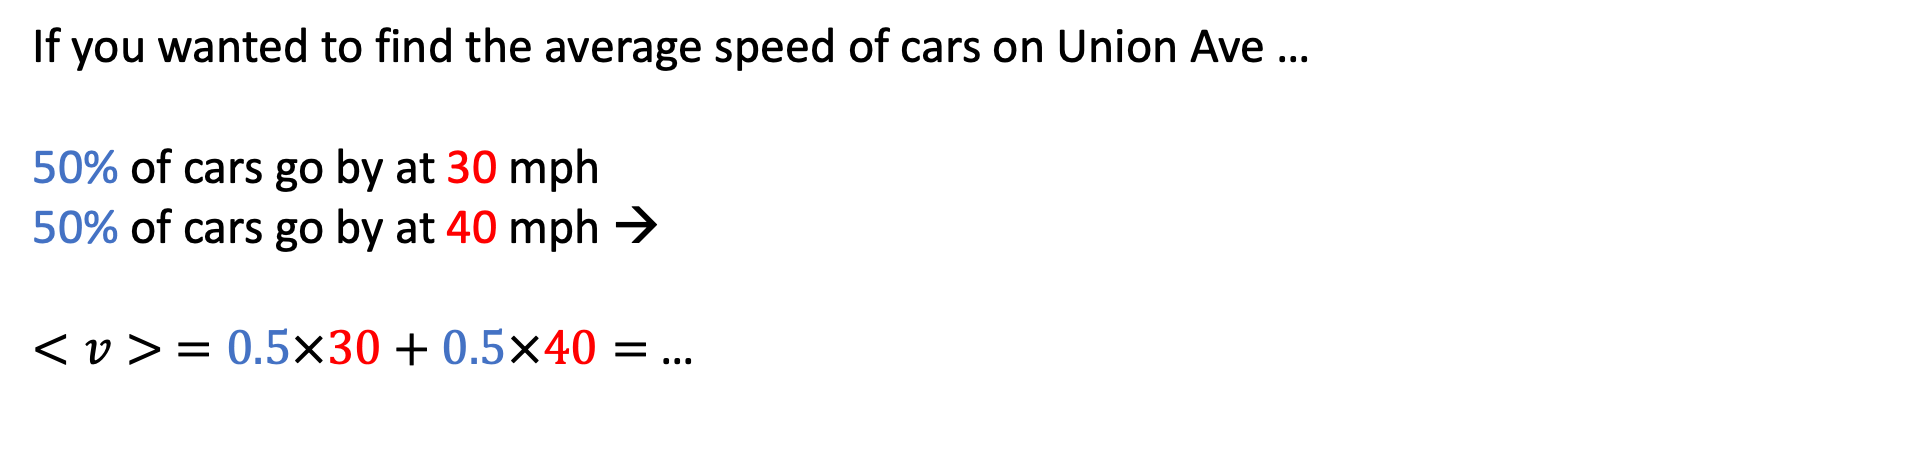 If you wanted to find the average speed of cars on Union Ave ...
50% of cars go by at 30 mph
50% of cars go by at 40 mph →
< v > = 0.5×30 + 0.5×40 = ...